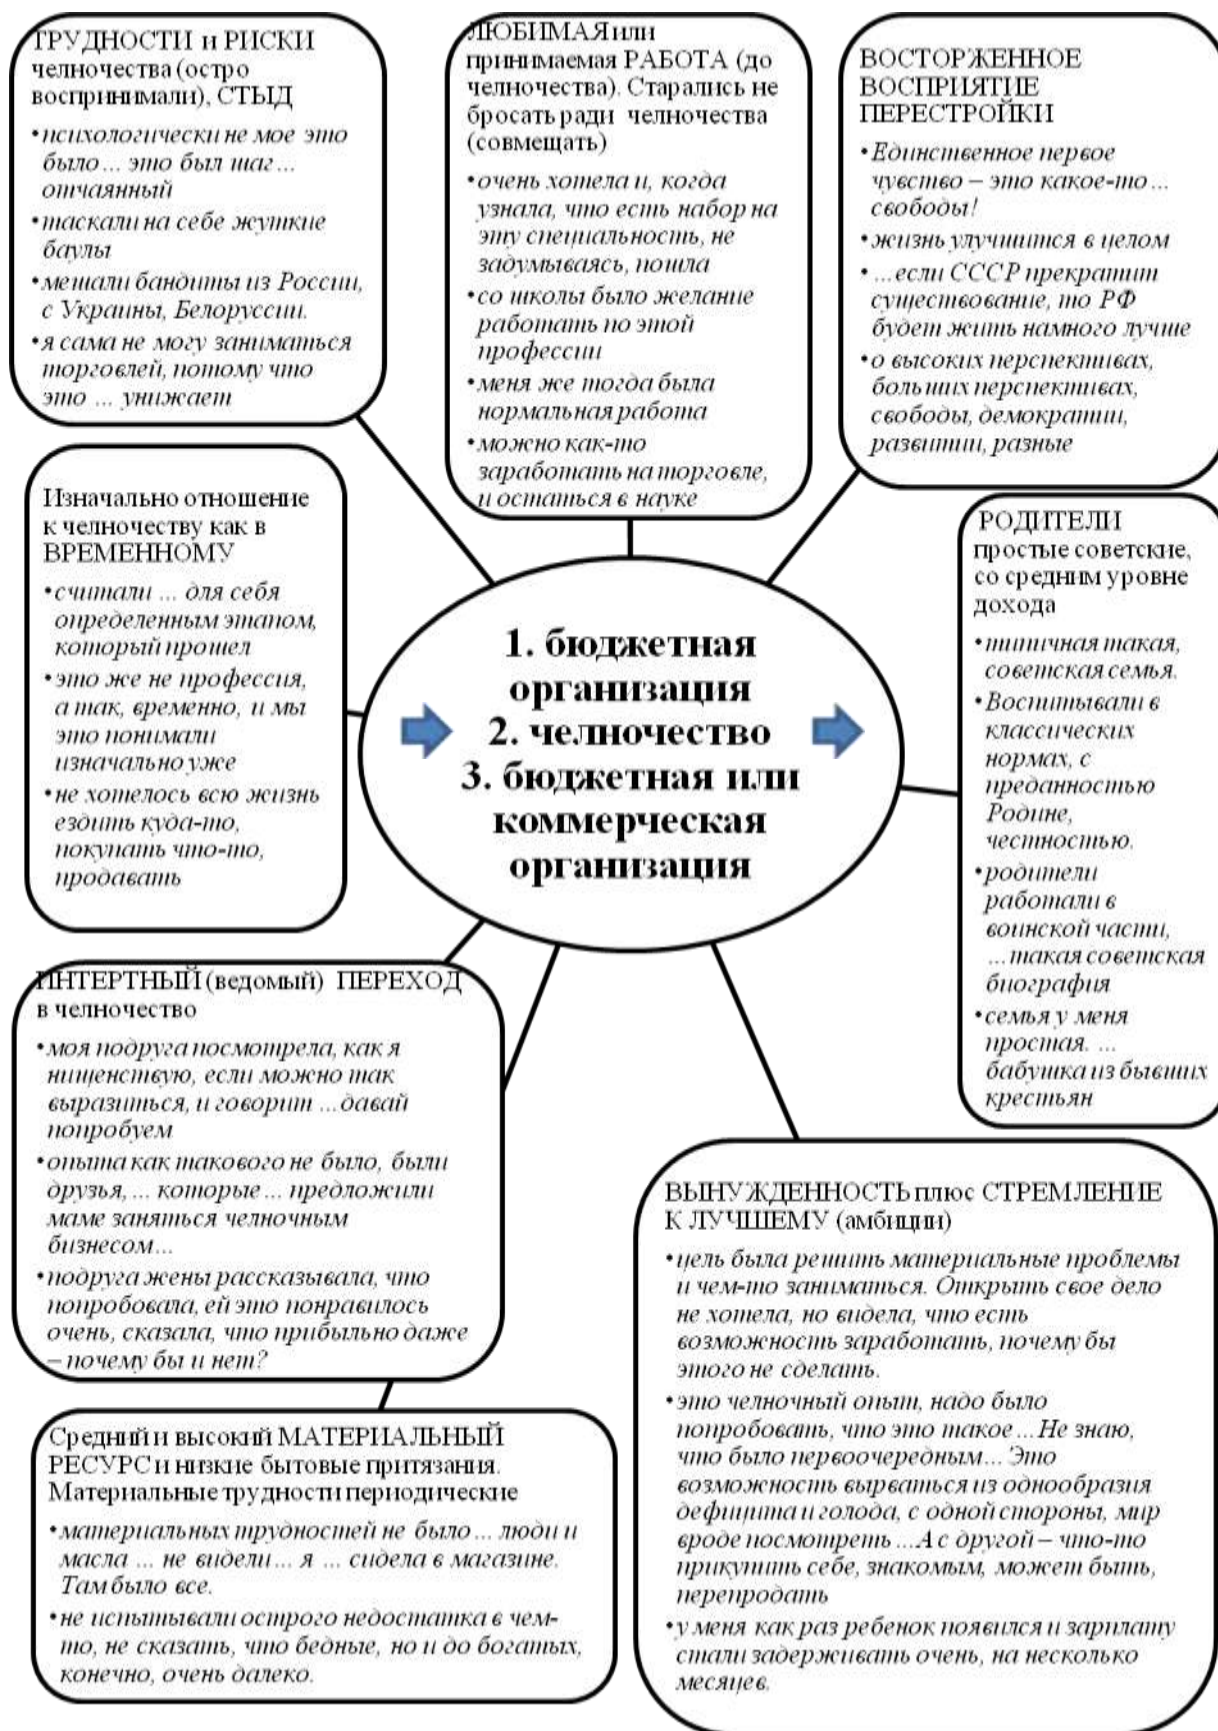 ТРУДНОСТИ и РИСКИ
челночества (остро
воспринимали), СТЫД
•психологически не мое это
было ... это был шаг ...
отчаянный
•таскали на себе жуткие
баулы
•мешали бандиты из России,
с Украины, Белоруссии.
•я сама не могу заниматься
торговлей, потому что
это ... унижает
ЛЮБИМАЯ или
принимаемая РАБОТА (до
челночества). Старались не
бросать ради челночества
(совмещать)
•очень хотела и, когда
узнала, что есть набор на
эту специальность, не
задумываясь, пошла
•со школы было желание
работать по этой
профессии
•меня же тогда была
нормальная работа
•можно как-то
заработать на торговле,
и остаться в науке
ВОСТОРЖЕННОЕ
ВОСПРИЯТИЕ
ПЕРЕСТРОЙКИ
•Единственное первое
чувство – это какое-то ...
свободы!
•жизнь улучшится в целом
•...если СССР прекратит
существование, то РФ
будет жить намного лучше
•о высоких перспективах,
больших перспективах,
свободы, демократии,
развитии, разные
Изначально отношение
к челночеству как в
ВРЕМЕННОМУ
•считали ... для себя
определенным этапом,
который прошел
•это же не профессия,
а так, временно, и мы
это понимали
изначально уже
•не хотелось всю жизнь
ездить куда-то,
покупать что-то,
продавать
1. бюджетная
организация
2. челночество
3. бюджетная или
коммерческая
организация
РОДИТЕЛИ
простые советские,
со средним уровне
дохода
•типичная такая,
советская семья.
•Воспитывали в
классических
нормах, с
преданностью
Родине,
честностью.
•родители
работали в
воинской части,
...такая советская
биография
•семья у меня
простая. ...
бабушка из бывших
крестьян
ИНТЕРТНЫЙ (ведомый) ПЕРЕХОД
в челночество
•моя подруга посмотрела, как я
нищенствую, если можно так
выразиться, и говорит ...давай
попробуем
•опыта как такового не было, были
друзья, ... которые ... предложили
маме заняться челночным
бизнесом...
•подруга жены рассказывала, что
попробовала, ей это понравилось
очень, сказала, что прибыльно даже
– почему бы и нет?
Средний и высокий МАТЕРИАЛЬНЫЙ
РЕСУРС и низкие бытовые притязания.
Материальные трудности периодические
•материальных трудностей не было ... люди и
масла ... не видели ... я ... сидела в магазине.
Там было все.
•не испытывали острого недостатка в чем-
то, не сказать, что бедные, но и до богатых,
конечно, очень далеко.
ВЫНУЖДЕННОСТЬ плюс СТРЕМЛЕНИЕ
К ЛУЧШЕМУ (амбиции)
•цель была решить материальные проблемы
и чем-то заниматься. Открыть свое дело
не хотела, но видела, что есть
возможность заработать, почему бы
этого не сделать.
•это челночный опыт, надо было
попробовать, что это такое ...Не знаю,
что было первоочередным... Это
возможность вырваться из однообразия
дефицита и голода, с одной стороны, мир
вроде посмотреть ...А с другой – что-то
прикупить себе, знакомым, может быть,
перепродать
•у меня как раз ребенок появился и зарплату
стали задерживать очень, на несколько
месяцев.